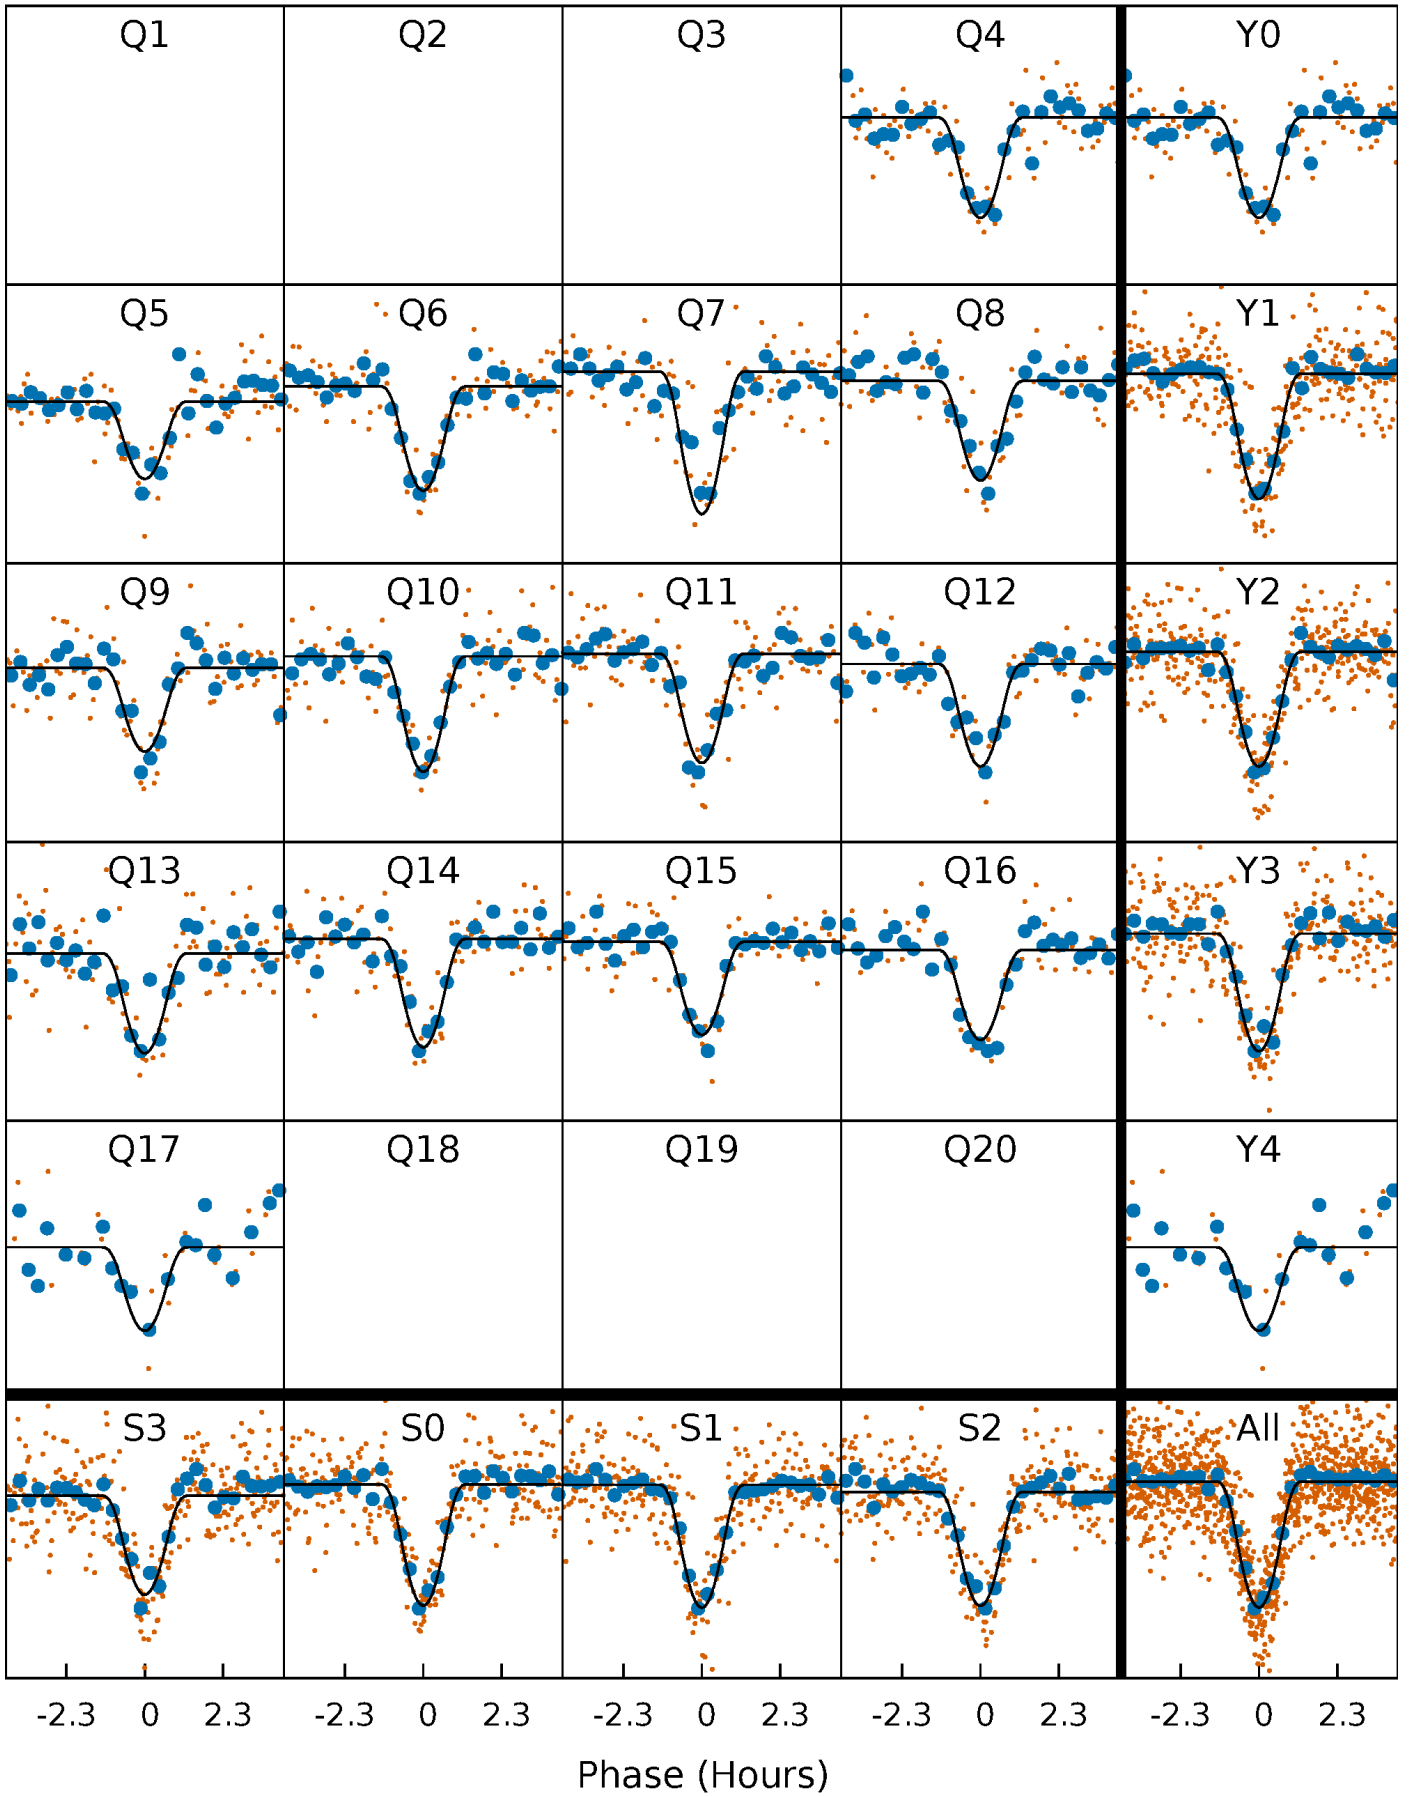 Q1 Q2 Q3 Q4 Y0
Q5 Q6 Q7 Q8 Y1
Q9 Q10 Q11 Q12 Y2
Q13 Q14 Q15 Q16 Y3
Q17 Q18 Q19 Q20 Y4
S3 S0 S1 S2 All
-2.3 0 2.3 -2.3 0 2.3 -2.3 0 2.3 -2.3 0 2.3 -2.3 0 2.3
Phase (Hours)